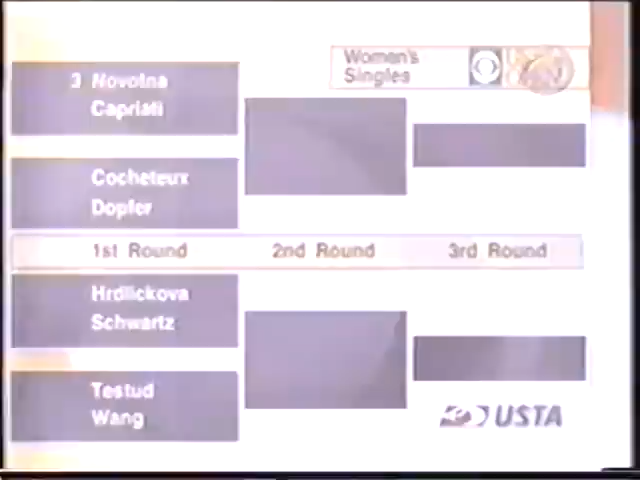 Women's
Singles
3 Novotna
Capriati
Cocheteux
Dopfer
1st Round 2nd Round 3rd Round
Hrdlickova
Schwartz
Testud
Wang
USTA